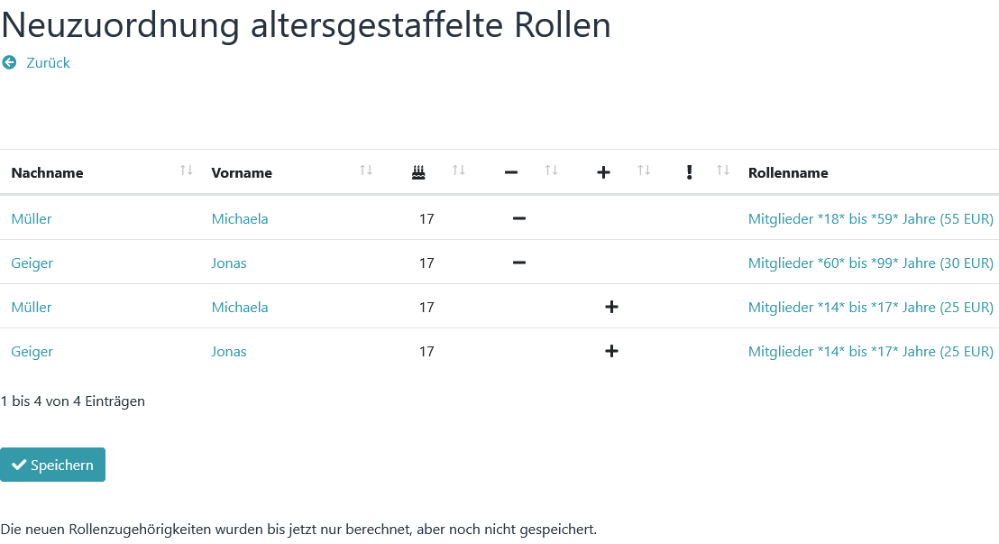 Neuzuordnung altersgestaffelte Rollen
Zurück
Nachname Vorname Rollenname
Müller Michaela 17 Mitglieder *18* bis *59* Jahre (55 EUR)
Geiger Jonas 17 Mitglieder *60* bis *99* Jahre (30 EUR)
Müller Michaela 17 Mitglieder *14* bis *17* Jahre (25 EUR)
Geiger Jonas 17 Mitglieder *14* bis *17* Jahre (25 EUR)
1 bis 4 von 4 Einträgen
Speichern
Die neuen Rollenzugehörigkeiten wurden bis jetzt nur berechnet, aber noch nicht gespeichert.